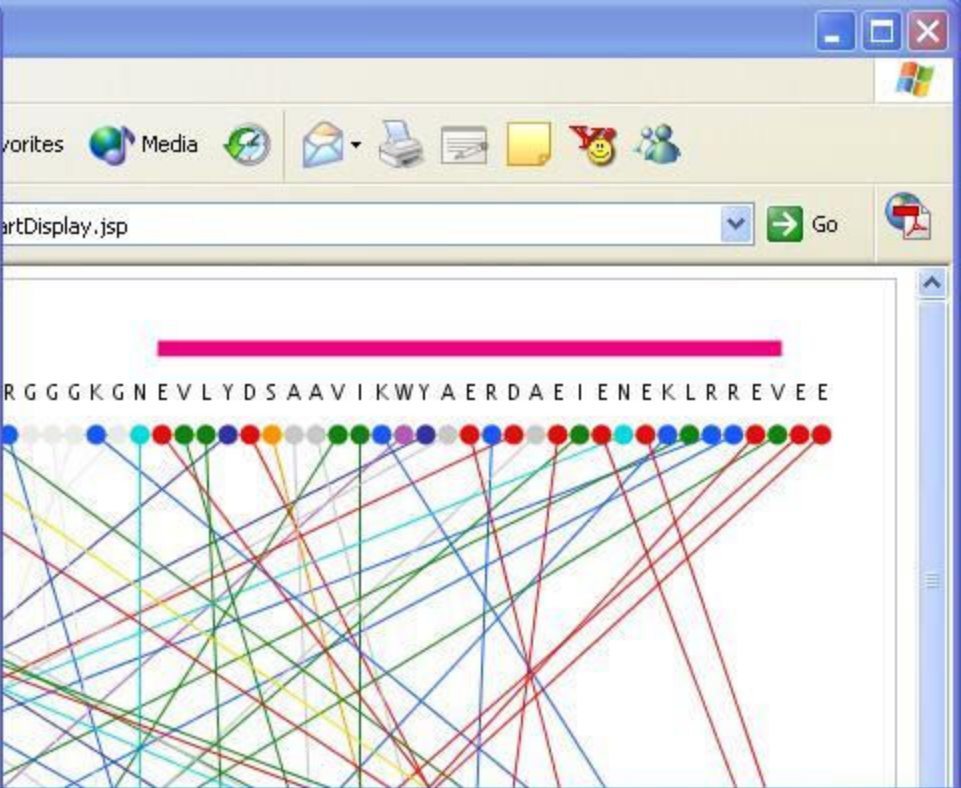 vorites Media
artDisplay.jsp Go
R G G G K G N E V L Y D S A A V I K W Y A E R D A E I E N E K L R R E V E E